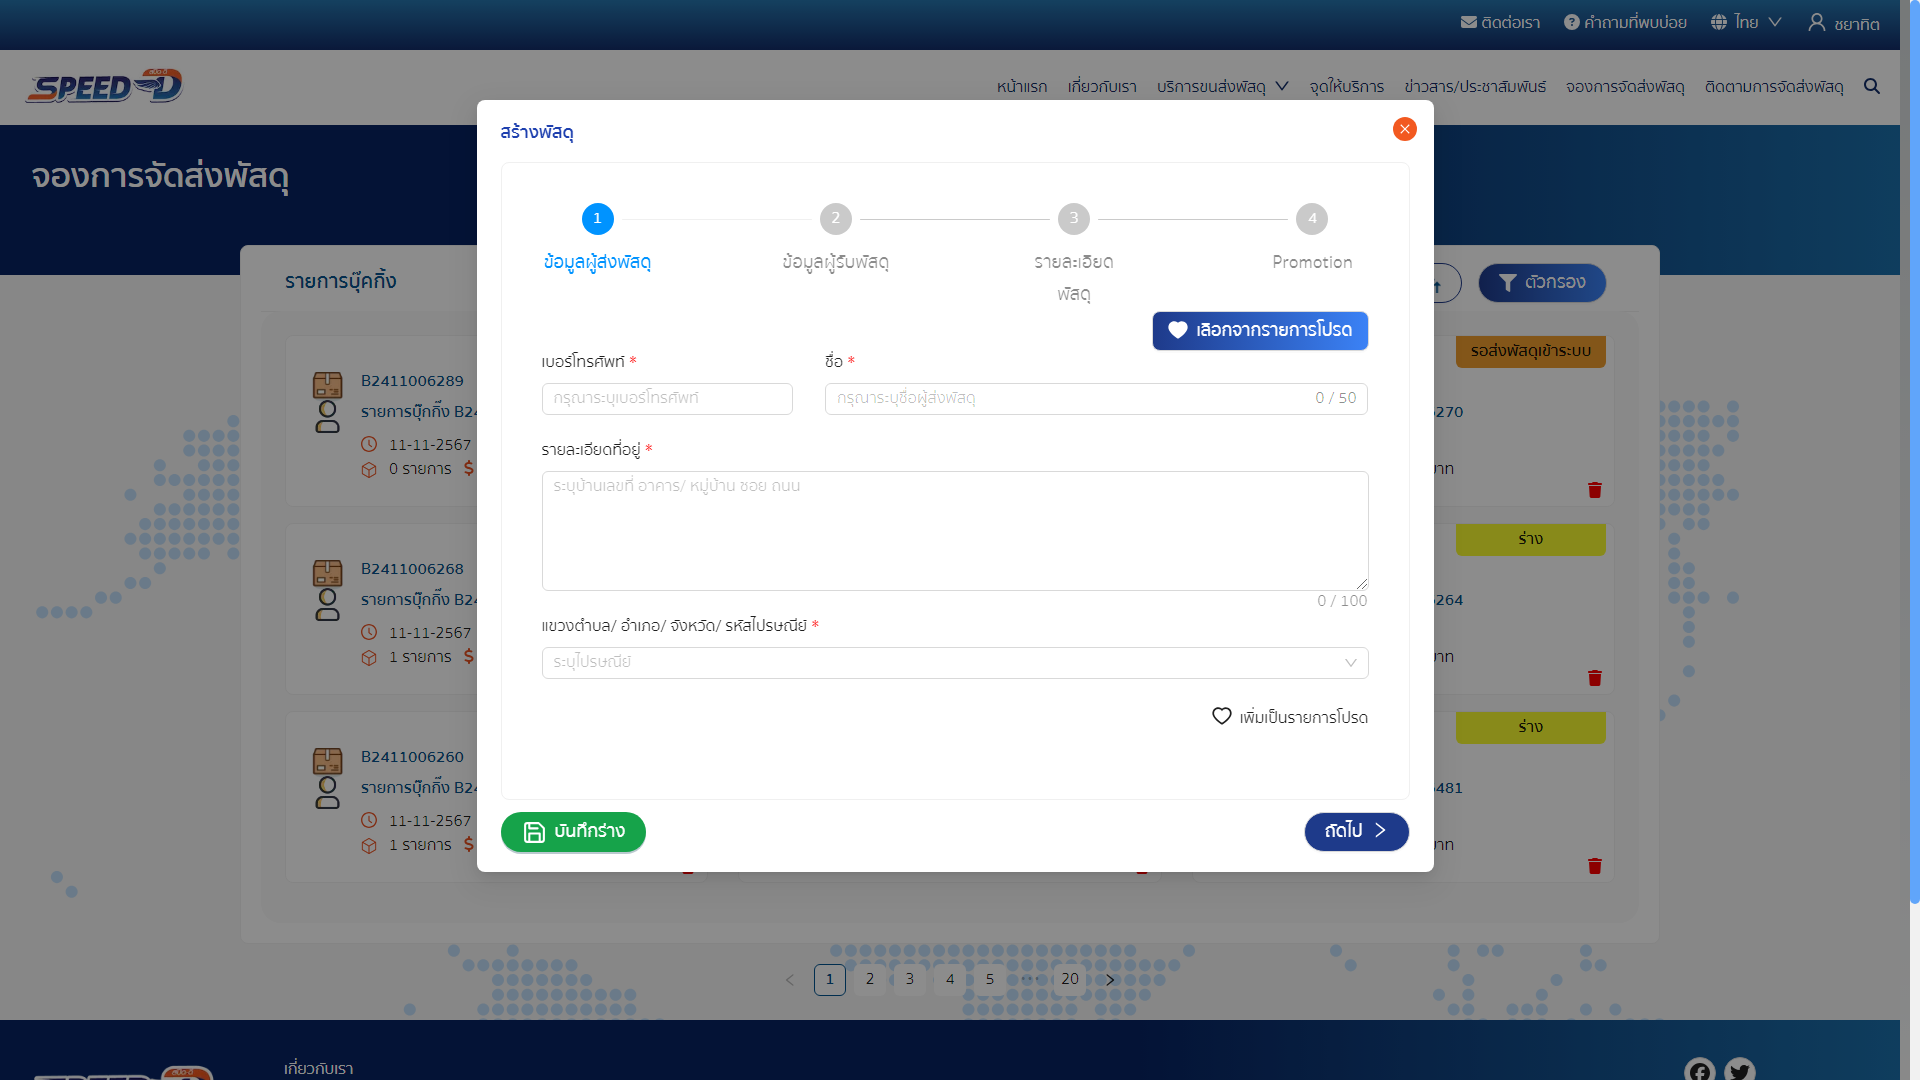 ติดต่อเรา
คำถามที่พบบ่อย
ไทย
ชยาทิต
SPEED-D
หน้าแรก
เกี่ยวกับเรา
บริการขนส่งพัสดุ
จุดให้บริการ
ข่าวสาร/ประชาสัมพันธ์
จองการจัดส่งพัสดุ
ติดตามการจัดส่งพัสดุ
จองการจัดส่งพัสดุ
รายการบุ๊คกิ้ง
ตัวกรอง
สร้างพัสดุ
1
2
3
4
ข้อมูลผู้ส่งพัสดุ
ข้อมูลผู้รับพัสดุ
รายละเอียด
พัสดุ
Promotion
เลือกจากรายการโปรด
เบอร์โทรศัพท์ *
ชื่อ *
กรุณาระบุเบอร์โทรศัพท์
กรุณาระบุชื่อผู้ส่งพัสดุ
0 / 50
รายละเอียดที่อยู่ *
ระบุบ้านเลขที่ อาคาร/ หมู่บ้าน ซอย ถนน
0 / 100
แขวงตำบล/ อำเภอ/ จังหวัด/ รหัสไปรษณีย์ *
ระบุไปรษณีย์
เพิ่มเป็นรายการโปรด
บันทึกร่าง
ถัดไป
B2411006289
รายการบุ๊กกิ้ง B24
11-11-2567
0 รายการ
รอส่งพัสดุเข้าระบบ
270
บาท
B2411006268
รายการบุ๊กกิ้ง B24
11-11-2567
1 รายการ
ร่าง
264
บาท
B2411006260
รายการบุ๊กกิ้ง B24
11-11-2567
1 รายการ
ร่าง
481
บาท
1
2
3
4
5
•••
20
เกี่ยวกับเรา